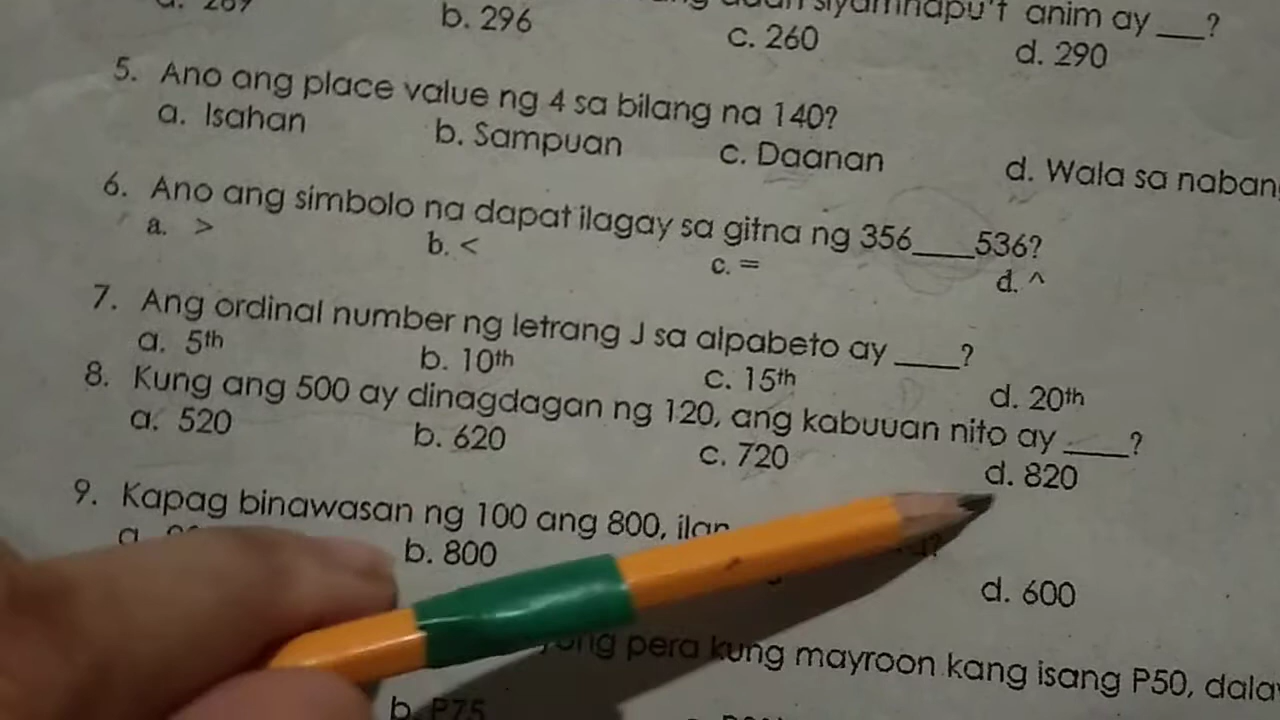 siyamnapu't anim ay ___?
b. 296 c. 260 d. 290
5. Ano ang place value ng 4 sa bilang na 140?
a. Isahan b. Sampuan c. Daanan d. Wala sa
6. Ano ang simbolo na dapat ilagay sa gitna ng 356____536?
a. > b. < c. = d. ^
7. Ang ordinal number ng letrang J sa alpabeto ay ____?
a. 5th b. 10th c. 15th d. 20th
8. Kung ang 500 ay dinagdagan ng 120, ang kabuuan nito ay ____?
a. 520 b. 620 c. 720 d. 820
9. Kapag binawasan ng 100 ang 800, ilan
b. 800 d. 600
pera kung mayroon kang isang P50,
b. P75